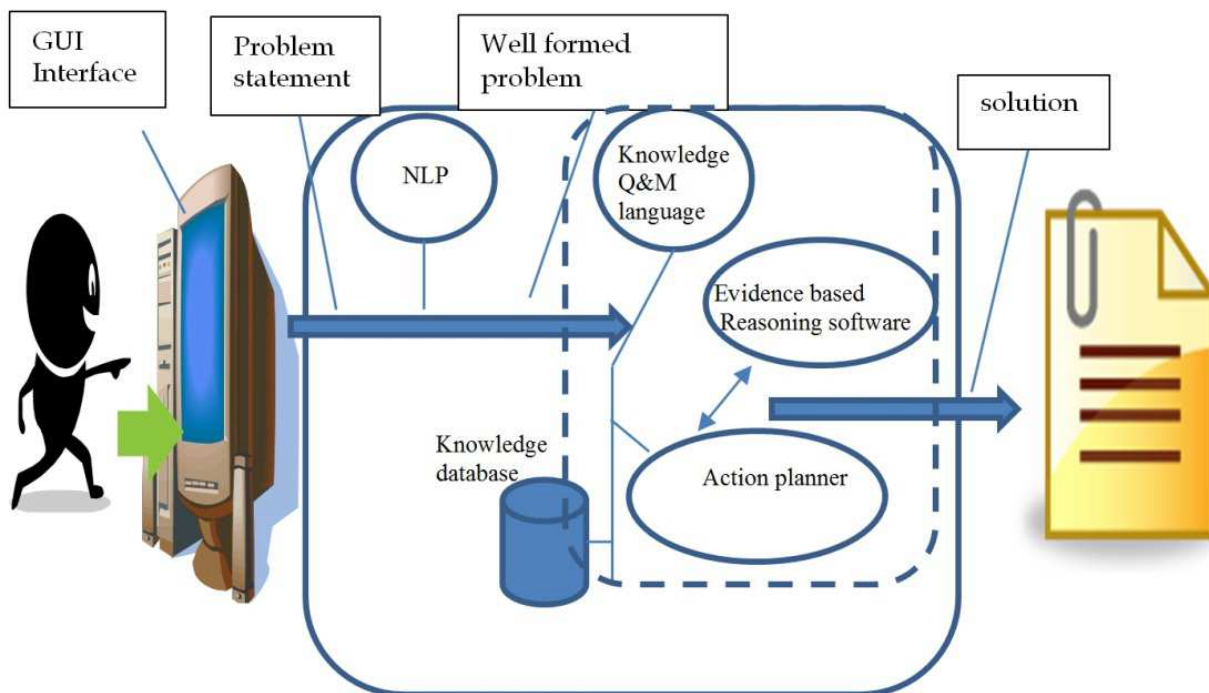 GUI
Interface
Problem
statement
Well formed
problem
solution
NLP
Knowledge
Q&M
language
Evidence based
Reasoning software
Knowledge
database
Action planner